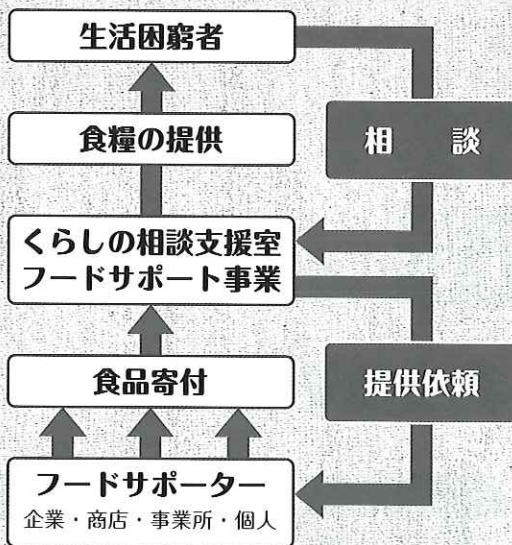 生活困窮者
食糧の提供
相談
くらしの相談支援室
フードサポート事業
食品寄付
提供依頼
フードサポーター
企業・商店・事業所・個人